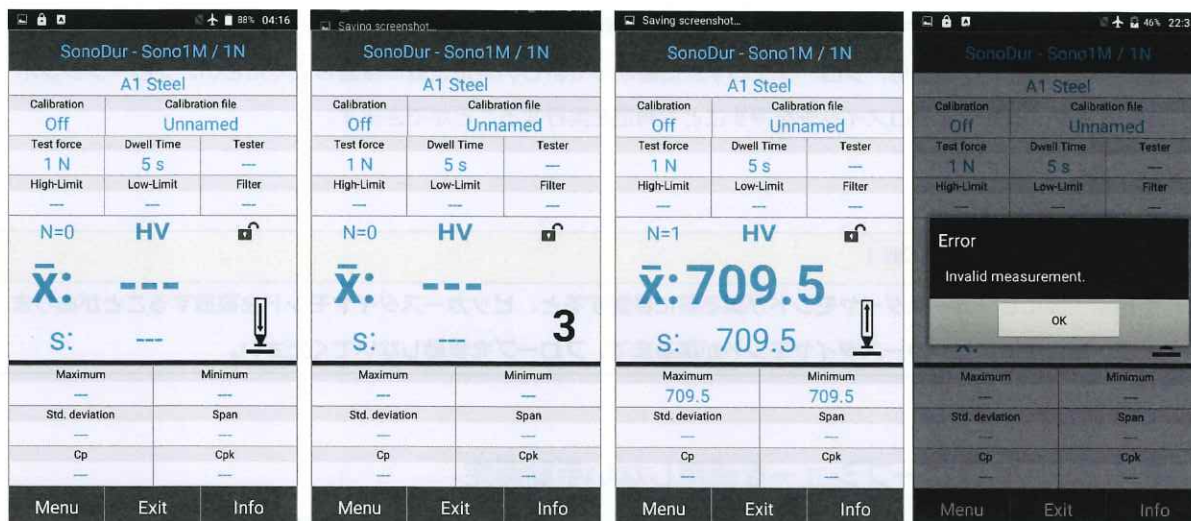 88% 04:16
SonoDur - Sono1M / 1N
A1 Steel
Calibration Calibration file
Off Unnamed
Test force Dwell Time Tester
1 N 5 s ---
High-Limit Low-Limit Filter
--- --- ---
N=0 HV
x̄: ---
s: ---
Maximum Minimum
--- ---
Std. deviation Span
--- ---
Cp Cpk
--- ---
Menu Exit Info
Saving screenshot...
SonoDur - Sono1M / 1N
A1 Steel
Calibration Calibration file
Off Unnamed
Test force Dwell Time Tester
1 N 5 s ---
High-Limit Low-Limit Filter
--- --- ---
N=0 HV
x̄: ---
s: --- 3
Maximum Minimum
--- ---
Std. deviation Span
--- ---
Cp Cpk
--- ---
Menu Exit Info
Saving screenshot...
SonoDur - Sono1M / 1N
A1 Steel
Calibration Calibration file
Off Unnamed
Test force Dwell Time Tester
1 N 5 s ---
High-Limit Low-Limit Filter
--- --- ---
N=1 HV
x̄: 709.5
s: 709.5
Maximum Minimum
709.5 709.5
Std. deviation Span
--- ---
Cp Cpk
--- ---
Menu Exit Info
46% 22:3
SonoDur - Sono1M / 1N
A1 Steel
Calibration Calibration file
Off Unnamed
Test force Dwell Time Tester
1 N 5 s ---
High-Limit Low-Limit Filter
--- --- ---
Error
Invalid measurement.
OK
Maximum Minimum
--- ---
Std. deviation Span
--- ---
Cp Cpk
--- ---
Menu Exit Info